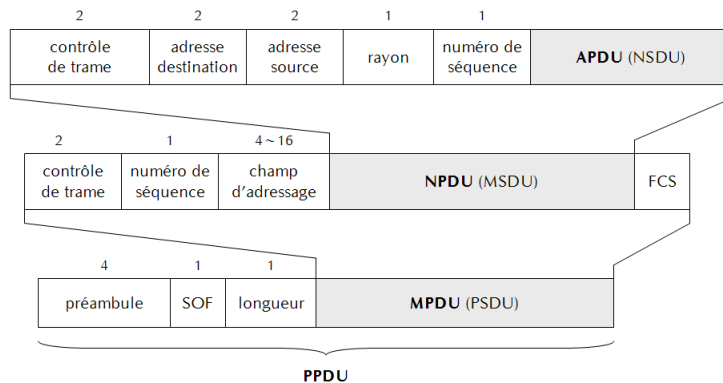 2 2 2 1 1
contrôle de trame
adresse destination
adresse source
rayon
numéro de séquence
APDU (NSDU)
2 1 4 ~ 16
contrôle de trame
numéro de séquence
champ d'adressage
NPDU (MSDU)
FCS
4 1 1
préambule
SOF
longueur
MPDU (PSDU)
PPDU